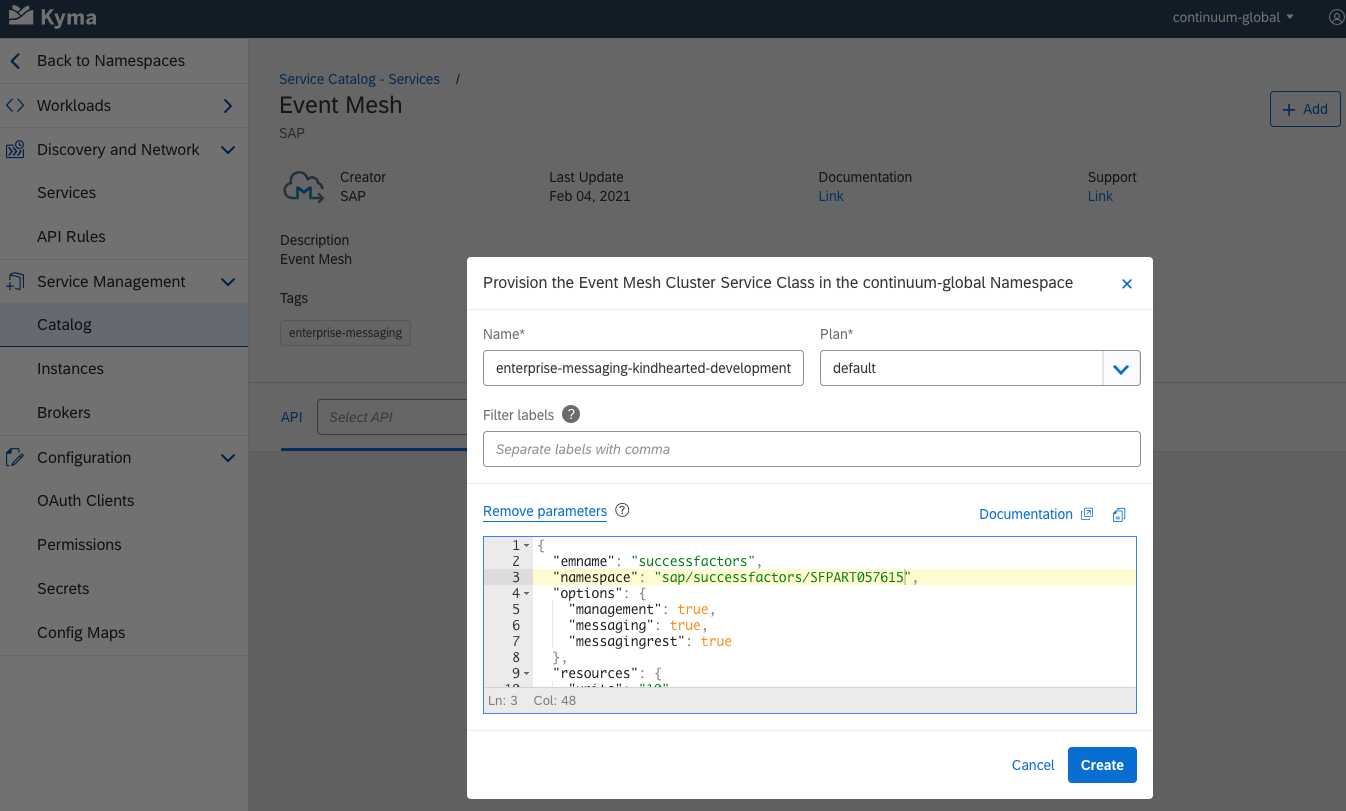 Kyma
continuum-global
Back to Namespaces
Workloads
Discovery and Network
Services
API Rules
Service Management
Catalog
Instances
Brokers
Configuration
OAuth Clients
Permissions
Secrets
Config Maps
Service Catalog - Services /
Event Mesh
SAP
+ Add
Creator
SAP
Last Update
Feb 04, 2021
Documentation
Link
Support
Link
Description
Event Mesh
Tags
enterprise-messaging
API
Select API
Provision the Event Mesh Cluster Service Class in the continuum-global Namespace
Name*
Plan*
enterprise-messaging-kindhearted-development
default
Filter labels ?
Separate labels with comma
Remove parameters ?
Documentation
1 {
2 "emname": "successfactors",
3 "namespace": "sap/successfactors/SFPART057615",
4 "options": {
5 "management": true,
6 "messaging": true,
7 "messagingrest": true
8 },
9 "resources": {
10 "units": "10"
Ln: 3 Col: 48
Cancel
Create